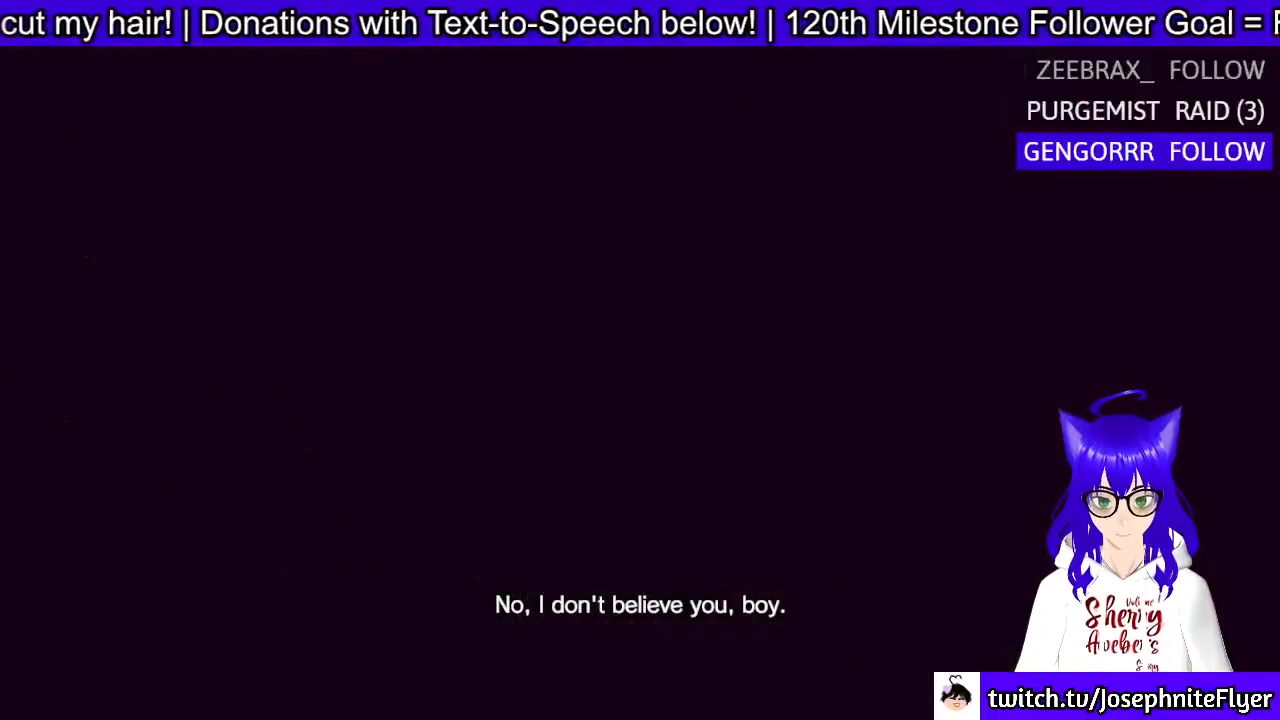 cut my hair! | Donations with Text-to-Speech below! | 120th Milestone Follower Goal =
ZEEBRAX_ FOLLOW
PURGEMIST RAID (3)
GENGORRR FOLLOW
No, I don't believe you, boy.
Sherry
twitch.tv/JosephniteFlyer